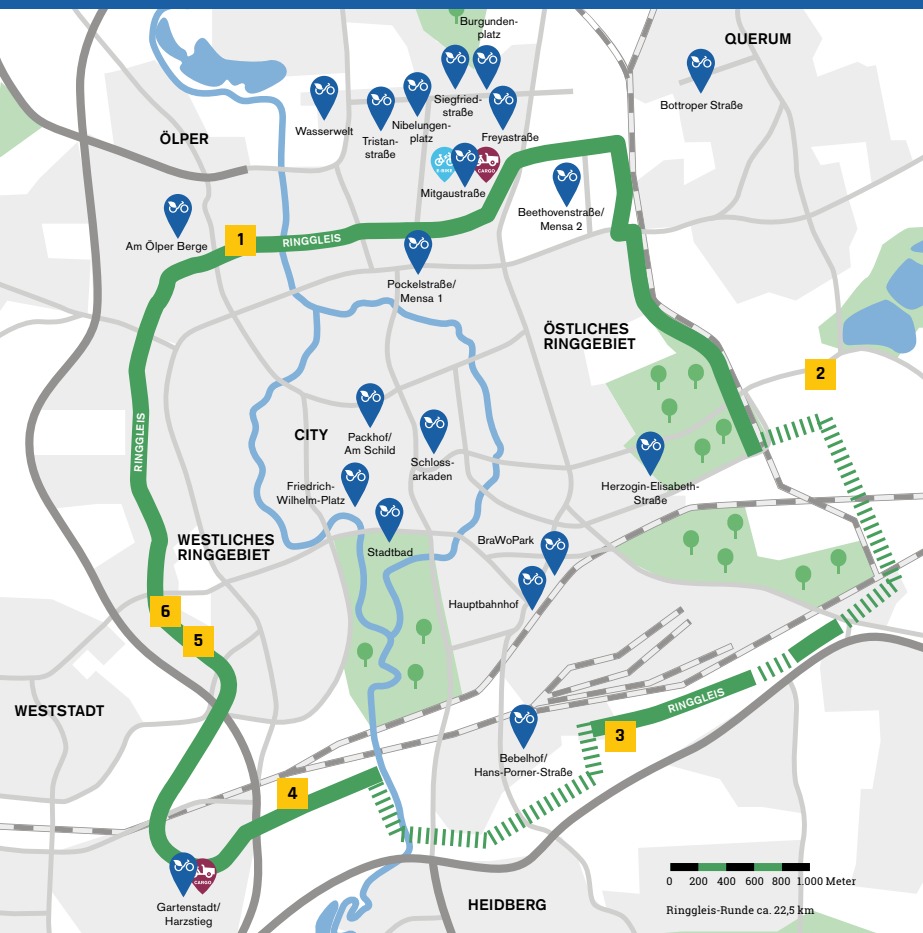 Burgunden-
platz
QUERUM
Siegfried-
straße
Bottroper Straße
Wasserwelt
Nibelungen-
platz
Tristan-
straße
Freyastraße
ÖLPER
E-BIKE
CARGO
Mitgaustraße
Beethovenstraße/
Mensa 2
Am Ölper Berge
1
RINGGLEIS
Pockelstraße/
Mensa 1
ÖSTLICHES
RINGGEBIET
2
RINGGLEIS
CITY
Packhof/
Am Schild
Schloss-
arkaden
Friedrich-
Wilhelm-Platz
Herzogin-Elisabeth-
Straße
WESTLICHES
RINGGEBIET
Stadtbad
BraWoPark
Hauptbahnhof
6
5
WESTSTADT
RINGGLEIS
3
Bebelhof/
Hans-Porner-Straße
4
CARGO
Gartenstadt/
Harzstieg
HEIDBERG
0 200 400 600 800 1.000 Meter
Ringgleis-Runde ca. 22,5 km